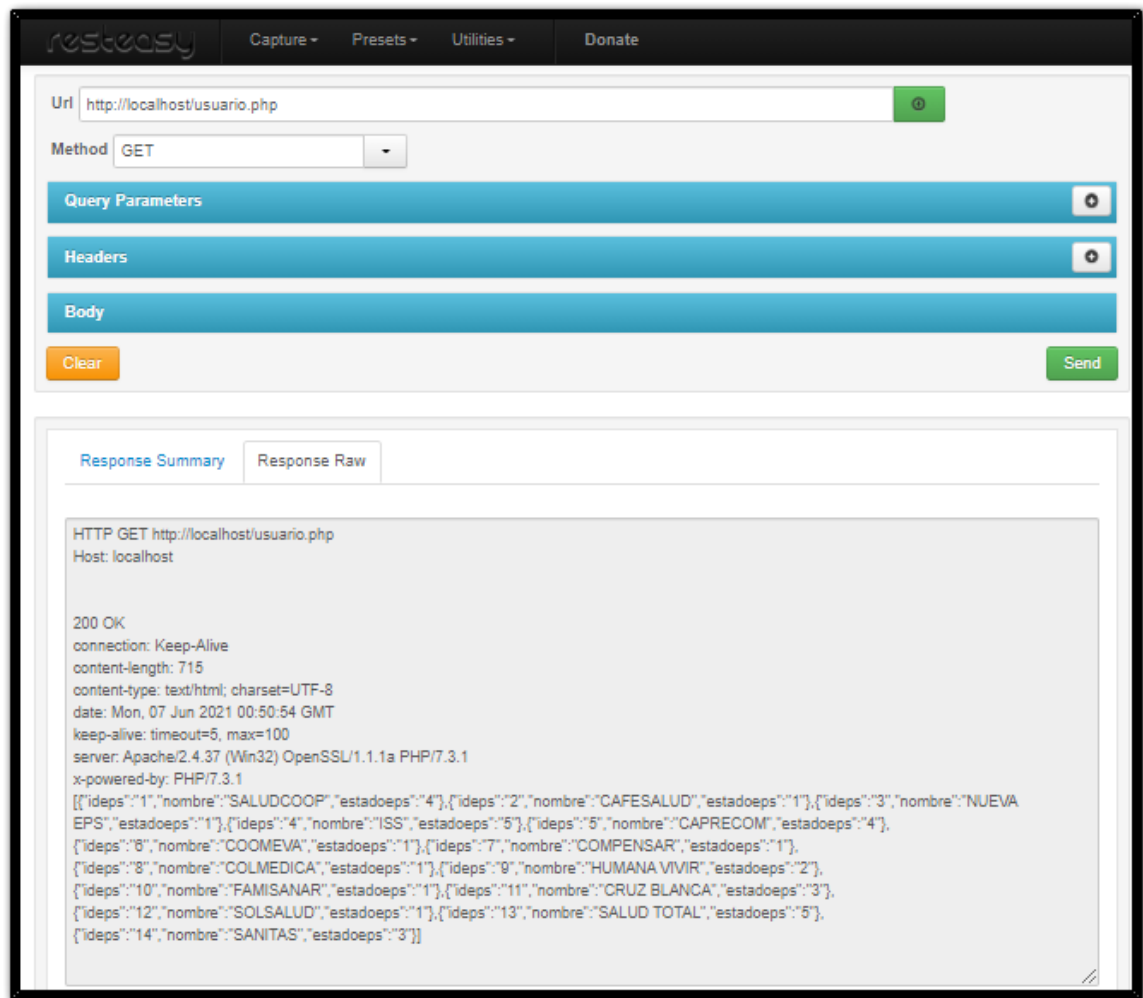 resteasy Capture Presets Utilities Donate
Url http://localhost/usuario.php
Method GET
Query Parameters
Headers
Body
Clear Send
Response Summary Response Raw
HTTP GET http://localhost/usuario.php
Host: localhost
200 OK
connection: Keep-Alive
content-length: 715
content-type: text/html; charset=UTF-8
date: Mon, 07 Jun 2021 00:50:54 GMT
keep-alive: timeout=5, max=100
server: Apache/2.4.37 (Win32) OpenSSL/1.1.1a PHP/7.3.1
x-powered-by: PHP/7.3.1
[{"ideps":"1","nombre":"SALUDCOOP","estadoeps":"4"},{"ideps":"2","nombre":"CAFESALUD","estadoeps":"1"},{"ideps":"3","nombre":"NUEVA
EPS","estadoeps":"1"},{"ideps":"4","nombre":"ISS","estadoeps":"5"},{"ideps":"5","nombre":"CAPRECOM","estadoeps":"4"},
{"ideps":"6","nombre":"COOMEVA","estadoeps":"1"},{"ideps":"7","nombre":"COMPENSAR","estadoeps":"1"},
{"ideps":"8","nombre":"COLMEDICA","estadoeps":"1"},{"ideps":"9","nombre":"HUMANA VIVIR","estadoeps":"2"},
{"ideps":"10","nombre":"FAMISANAR","estadoeps":"1"},{"ideps":"11","nombre":"CRUZ BLANCA","estadoeps":"3"},
{"ideps":"12","nombre":"SOLSALUD","estadoeps":"1"},{"ideps":"13","nombre":"SALUD TOTAL","estadoeps":"5"},
{"ideps":"14","nombre":"SANITAS","estadoeps":"3"}]